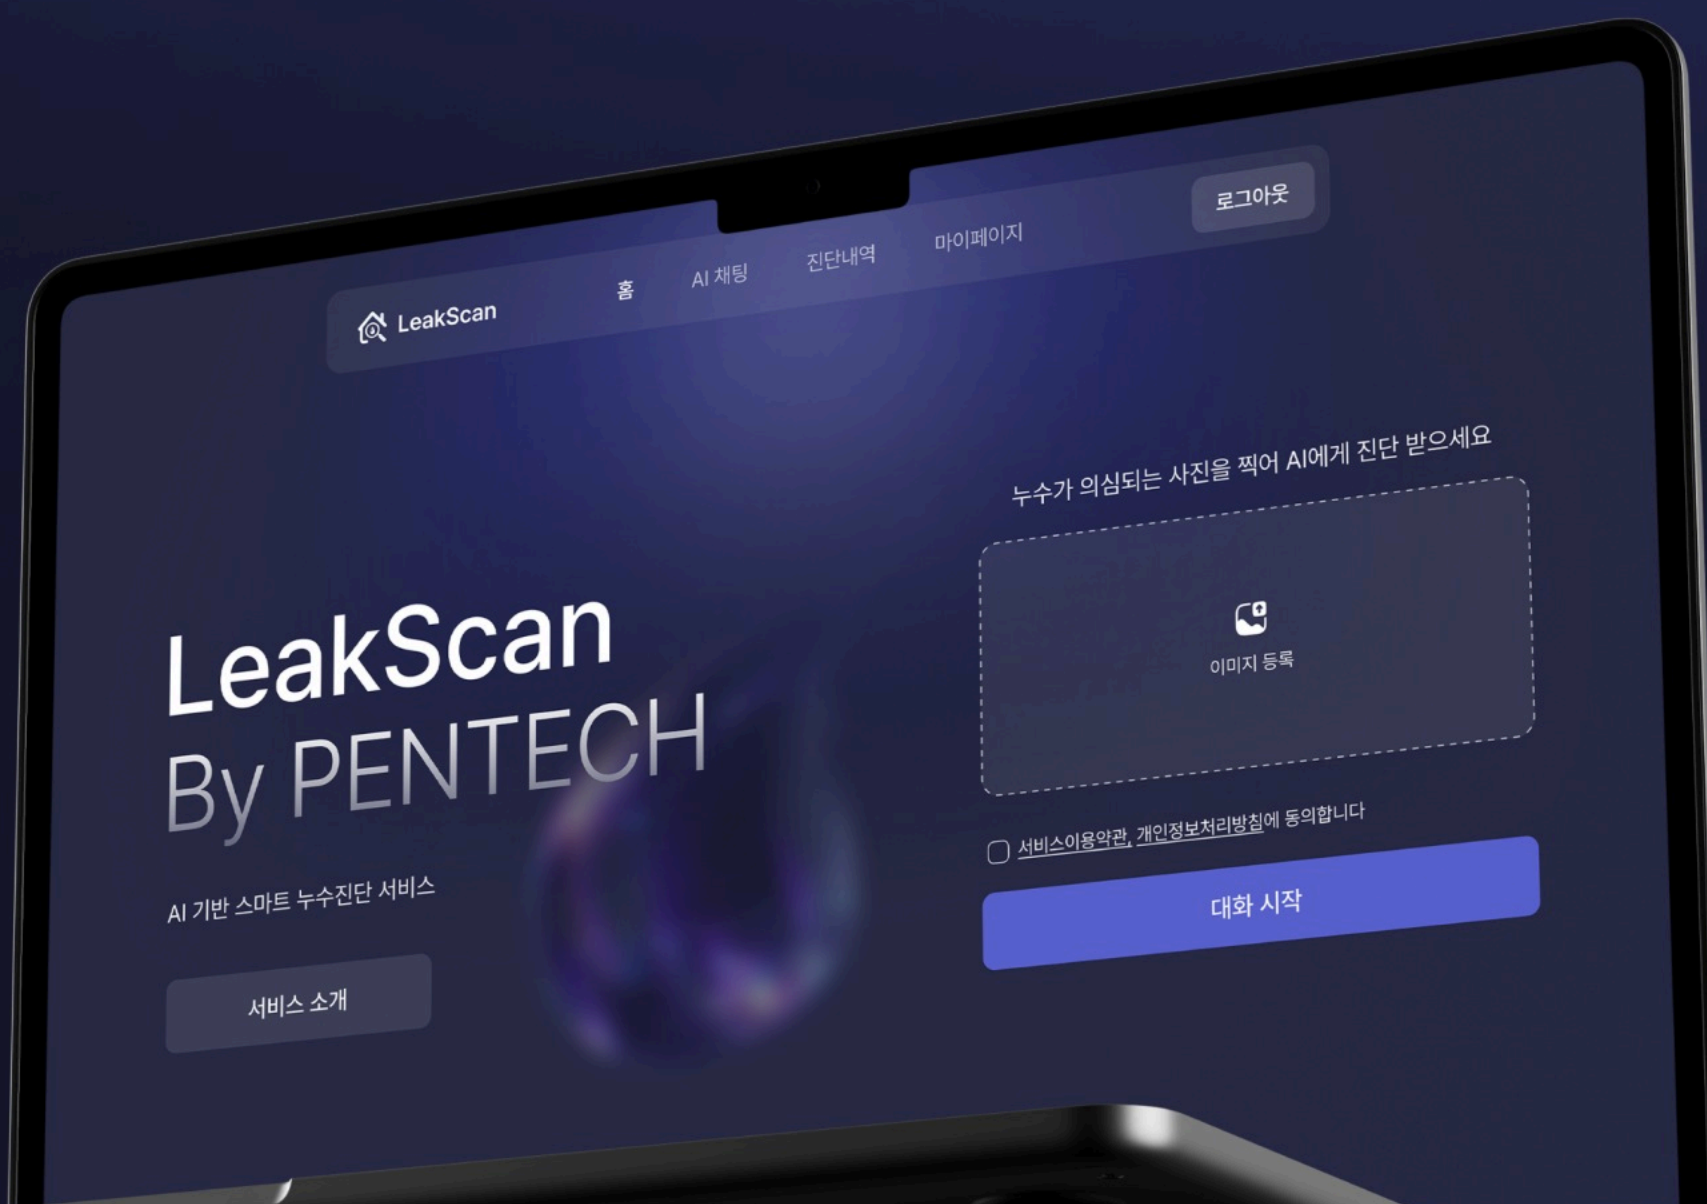 LeakScan
홈
AI 채팅
진단내역
마이페이지
로그아웃
LeakScan
By PENTECH
AI 기반 스마트 누수진단 서비스
서비스 소개
누수가 의심되는 사진을 찍어 AI에게 진단 받으세요
이미지 등록
서비스이용약관, 개인정보처리방침에 동의합니다
대화 시작